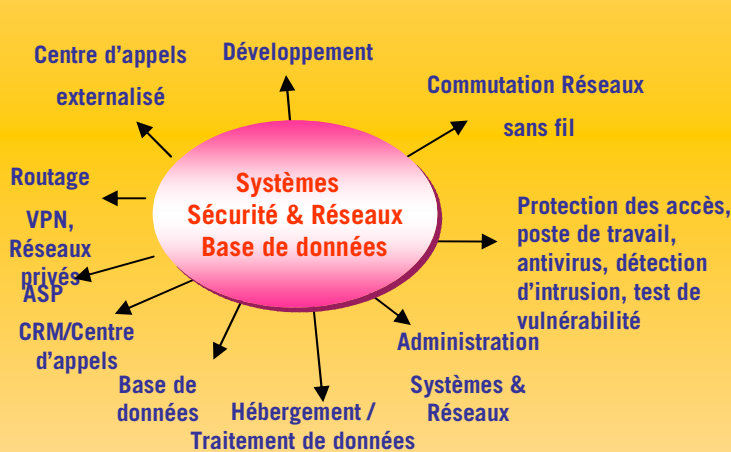 Centre d'appels
externalisé
Développement
Commutation Réseaux
sans fil
Routage
VPN,
Réseaux
privés
ASP
CRM/Centre
d'appels
Systèmes
Sécurité & Réseaux
Base de données
Protection des accès,
poste de travail,
antivirus, détection
d'intrusion, test de
vulnérabilité
Base de
données
Hébergement /
Traitement de données
Administration
Systèmes &
Réseaux